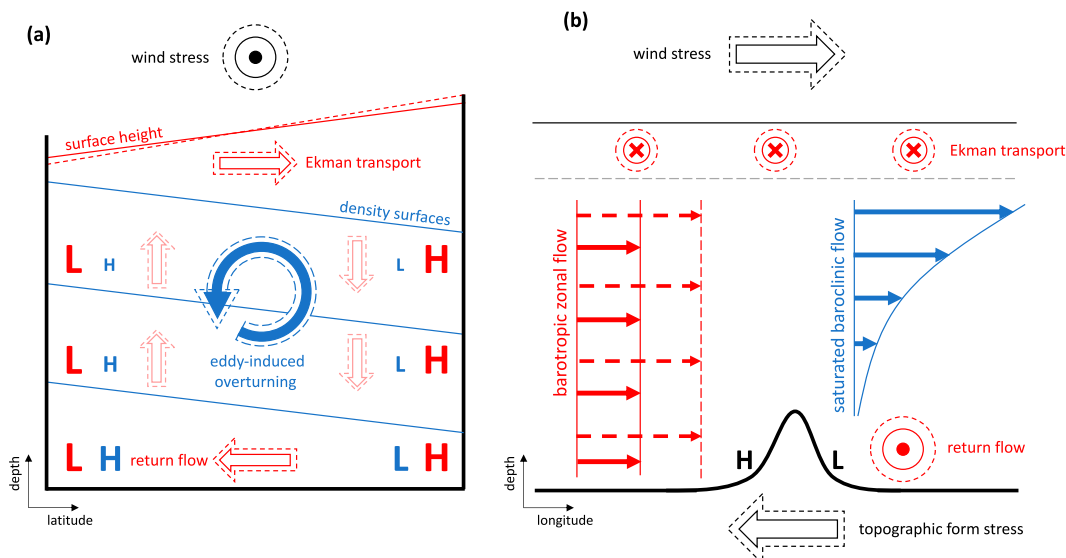 (a)
wind stress
surface height
Ekman transport
density surfaces
L H L H
L H L H
eddy-induced
overturning
L H return flow L H
depth
latitude
(b)
wind stress
Ekman transport
barotropic zonal flow
saturated baroclinic flow
H L
return flow
depth
longitude
topographic form stress